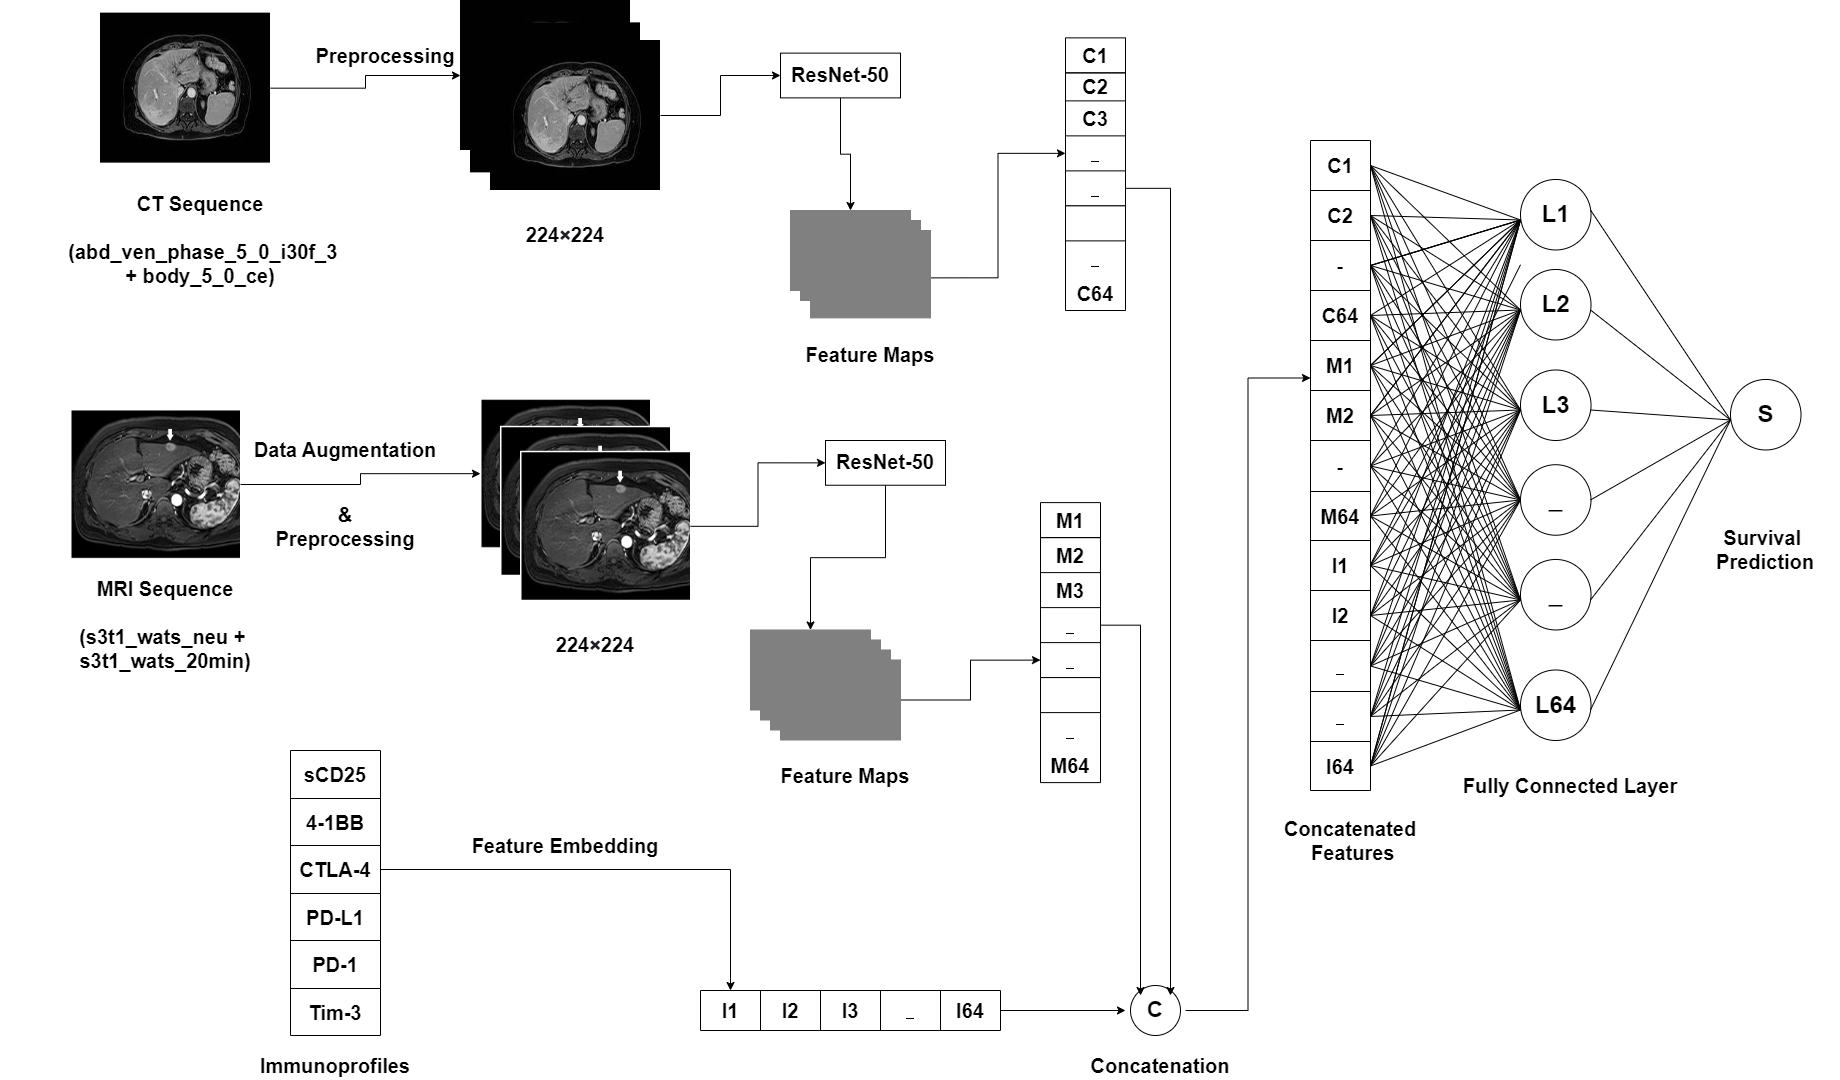 Preprocessing
CT Sequence
(abd_ven_phase_5_0_i30f_3
+ body_5_0_ce)
224×224
ResNet-50
Feature Maps
C1
C2
C3
_
_
_
C64
Data Augmentation
&
Preprocessing
MRI Sequence
(s3t1_wats_neu +
s3t1_wats_20min)
224×224
ResNet-50
Feature Maps
M1
M2
M3
_
_
_
M64
sCD25
4-1BB
CTLA-4
PD-L1
PD-1
Tim-3
Immunoprofiles
Feature Embedding
I1 I2 I3 _ I64
C
Concatenation
C1
C2
-
C64
M1
M2
-
M64
I1
I2
_
_
I64
Concatenated
Features
L1
L2
L3
_
_
L64
Fully Connected Layer
S
Survival
Prediction